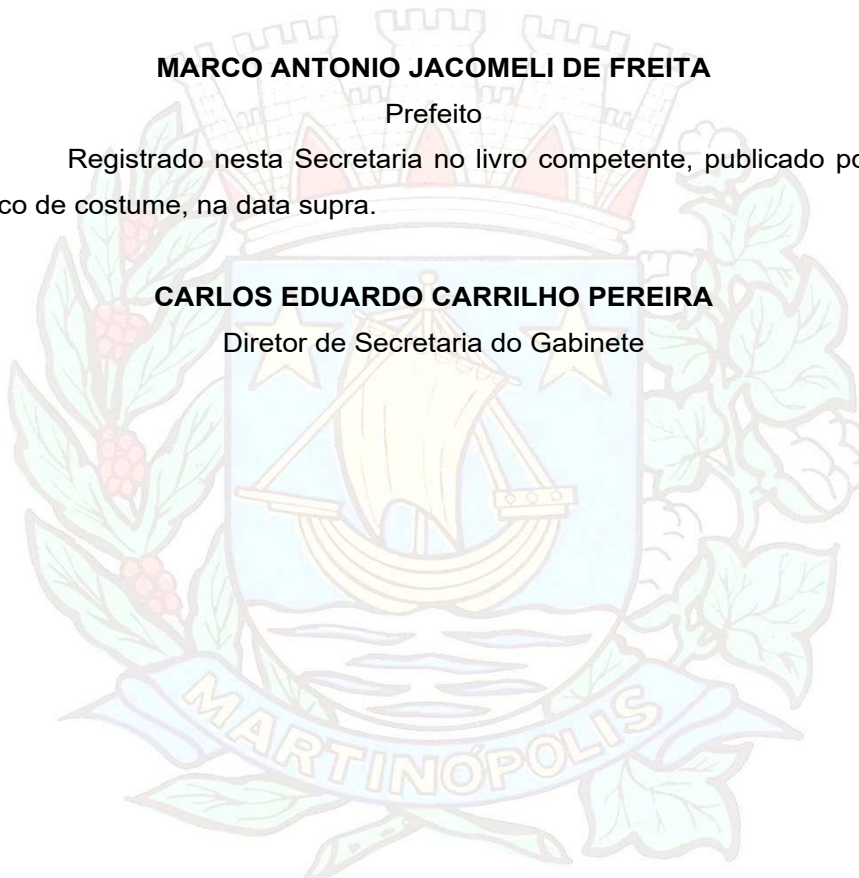 MARCO ANTONIO JACOMELI DE FREITA
Prefeito
Registrado nesta Secretaria no livro competente, publicado po
co de costume, na data supra.
CARLOS EDUARDO CARRILHO PEREIRA
Diretor de Secretaria do Gabinete
MARTINÓPOLIS